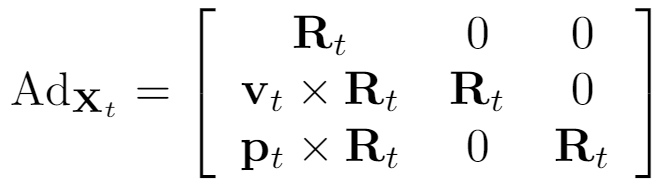 R_t 0 0
Ad_{X_t} = [ v_t × R_t R_t 0 ]
p_t × R_t 0 R_t